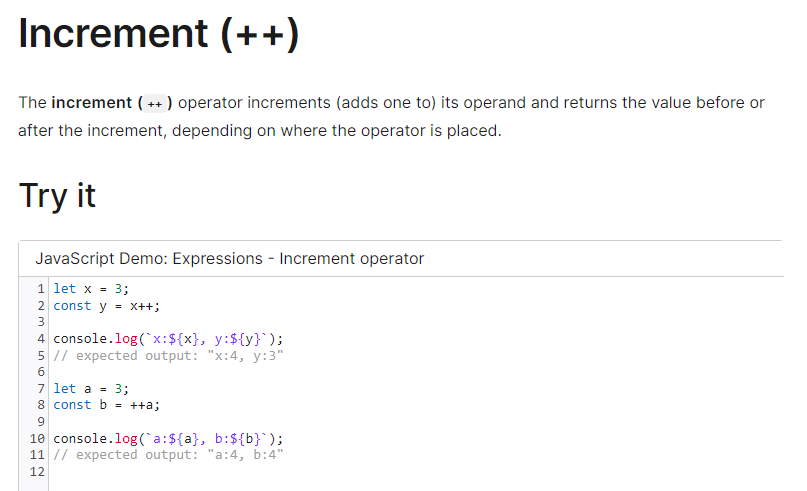 Increment (++)
The increment ( ++ ) operator increments (adds one to) its operand and returns the value before or
after the increment, depending on where the operator is placed.
Try it
JavaScript Demo: Expressions - Increment operator
1 let x = 3;
2 const y = x++;
3
4 console.log(`x:${x}, y:${y}`);
5 // expected output: "x:4, y:3"
6
7 let a = 3;
8 const b = ++a;
9
10 console.log(`a:${a}, b:${b}`);
11 // expected output: "a:4, b:4"
12